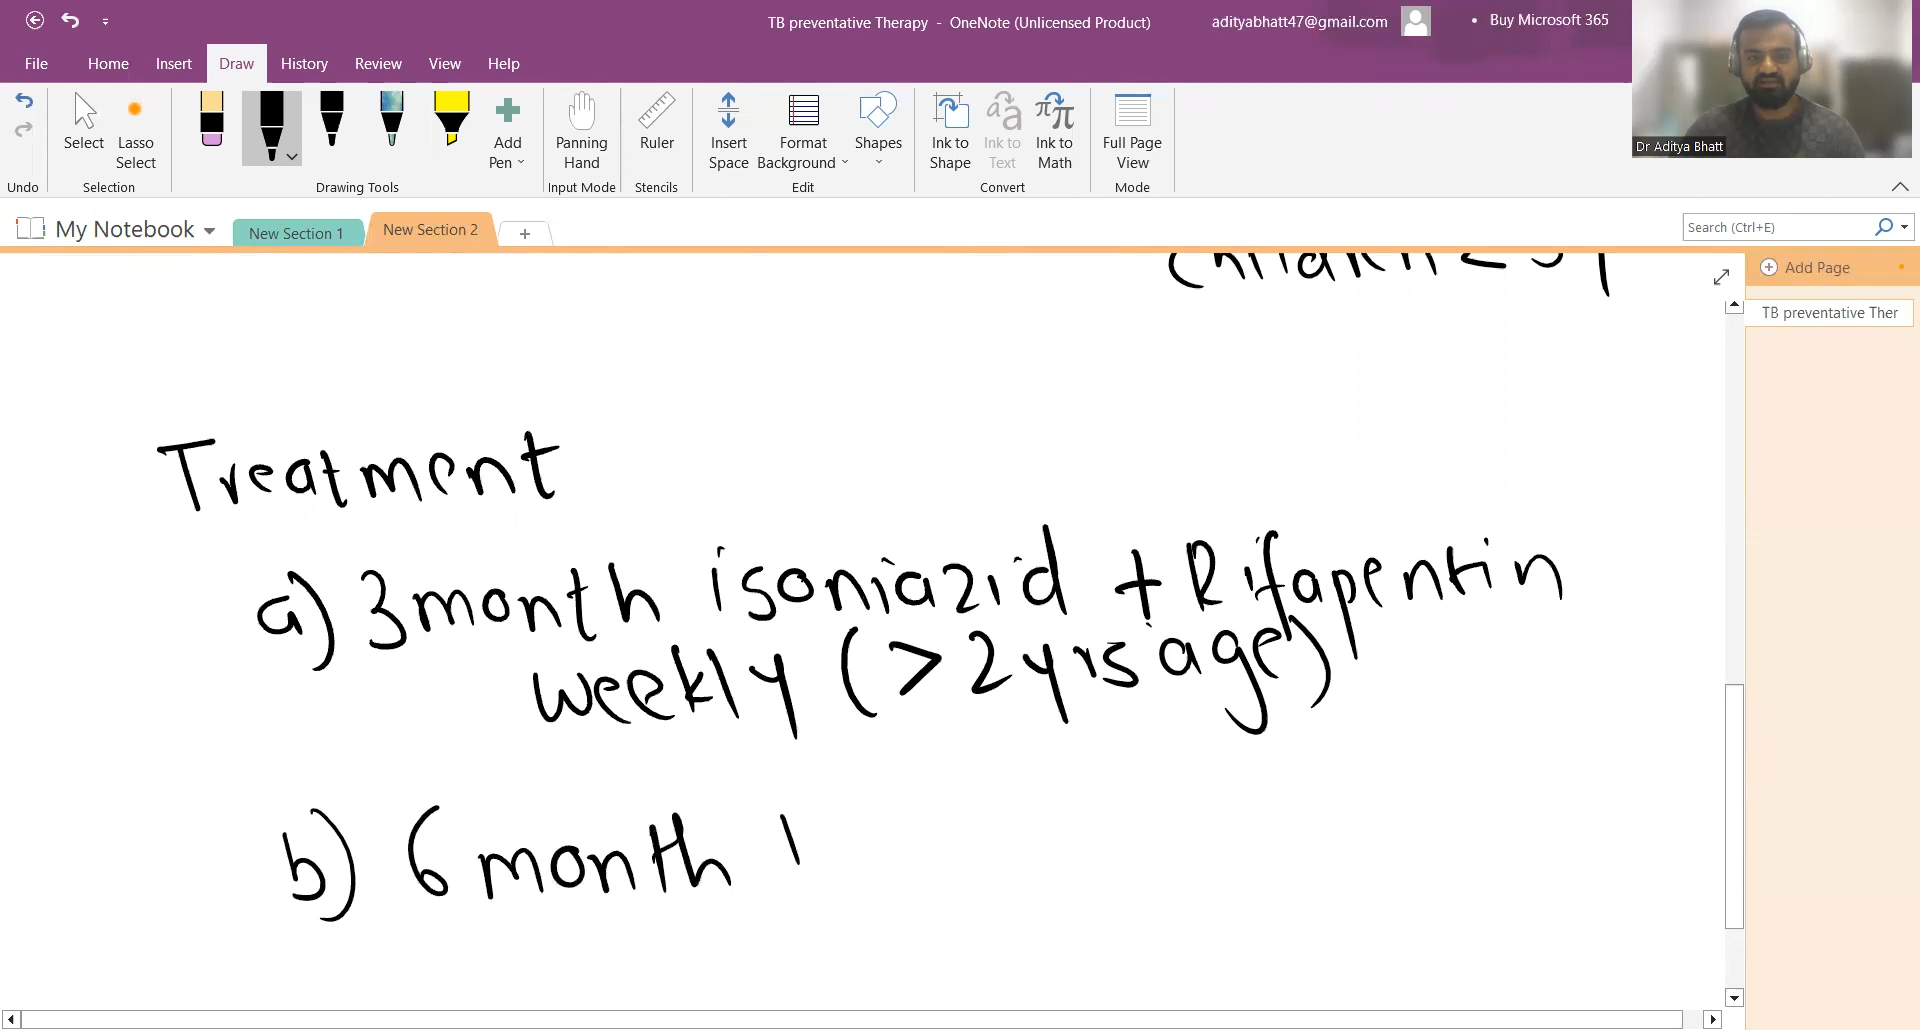 TB preventative Therapy - OneNote (Unlicensed Product)
adityabhatt47@gmail.com
Buy Microsoft 365
File Home Insert Draw History Review View Help
Select
Lasso Select
Add Pen
Panning Hand
Ruler
Insert Space
Format Background
Shapes
Ink to Shape
Ink to Text
Ink to Math
Full Page View
Undo Selection Drawing Tools Input Mode Stencils Edit Convert Mode
Dr Aditya Bhatt
My Notebook New Section 1 New Section 2
Search (Ctrl+E)
Add Page
TB preventative Ther
Treatment
a) 3 month isoniazid + Rifapentin
weekly (>2 yrs age)
b) 6 month